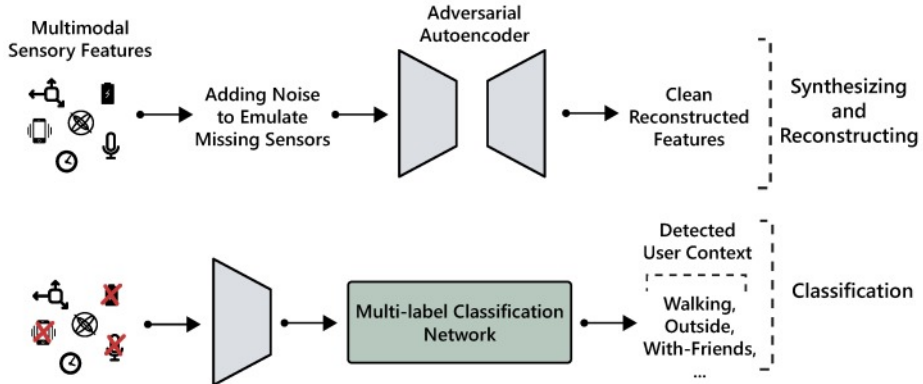 Multimodal
Sensory Features
Adding Noise
to Emulate
Missing Sensors
Adversarial
Autoencoder
Clean
Reconstructed
Features
Synthesizing
and
Reconstructing
Multi-label Classification
Network
Detected
User Context
Walking,
Outside,
With-Friends,
...
Classification